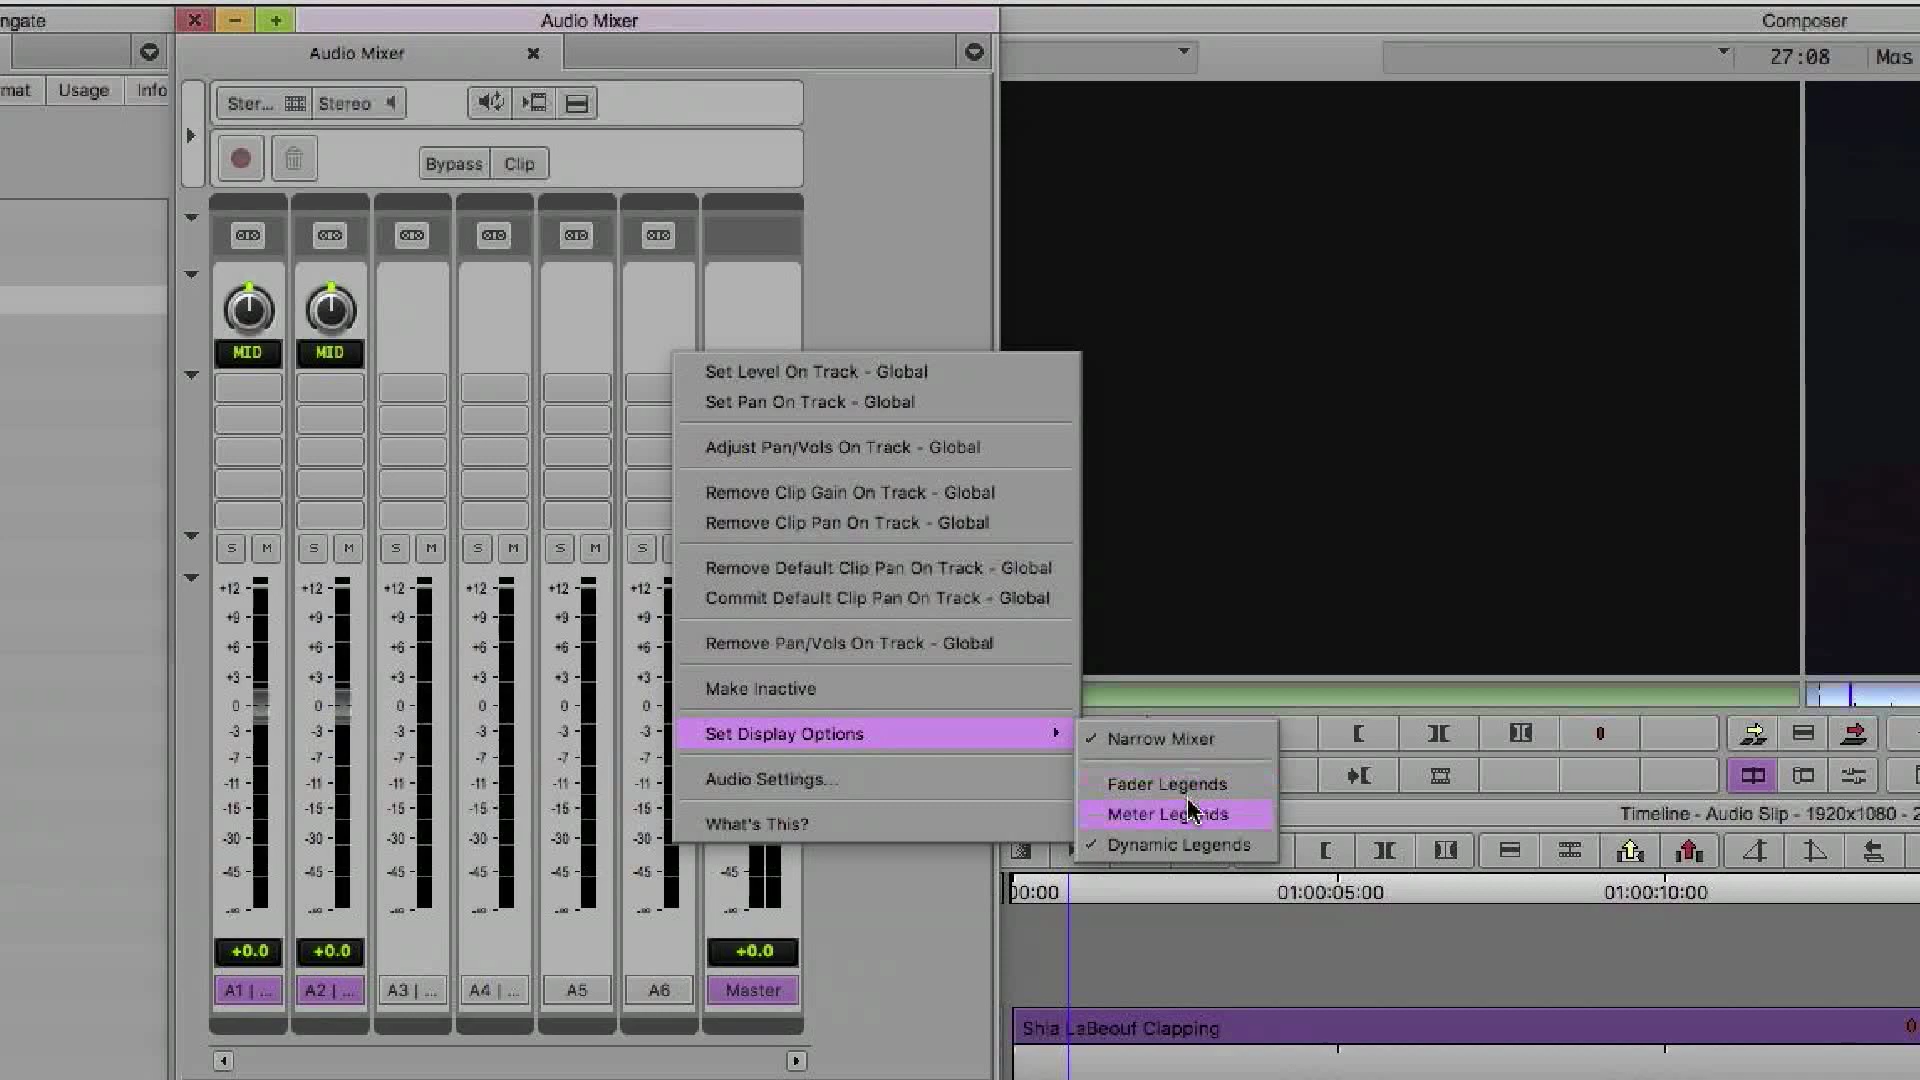 ngate
Audio Mixer
Composer
Audio Mixer
27:08
Mas
mat
Usage
Info
Ster...
Stereo
Bypass
Clip
MID
MID
Set Level On Track - Global
Set Pan On Track - Global
Adjust Pan/Vols On Track - Global
Remove Clip Gain On Track - Global
Remove Clip Pan On Track - Global
Remove Default Clip Pan On Track - Global
Commit Default Clip Pan On Track - Global
Remove Pan/Vols On Track - Global
Make Inactive
Set Display Options
Audio Settings...
What's This?
Narrow Mixer
Fader Legends
Meter Legends
Dynamic Legends
S M S M S M S M S M S
+12 +12 +12 +12 +12 +12
+9 +9 +9 +9 +9 +9
+6 +6 +6 +6 +6 +6
+3 +3 +3 +3 +3 +3
0 0 0 0 0 0
-3 -3 -3 -3 -3 -3
-7 -7 -7 -7 -7 -7
-11 -11 -11 -11 -11 -11
-15 -15 -15 -15 -15 -15
-30 -30 -30 -30 -30 -30
-45 -45 -45 -45 -45 -45 -45
-∞ -∞ -∞ -∞ -∞ -∞ -∞
+0.0 +0.0 +0.0
A1 | ... A2 | ... A3 | ... A4 | ... A5 A6 Master
Timeline - Audio Slip - 1920x1080 - 2
00:00 01:00:05:00 01:00:10:00
Shia LaBeouf Clapping
0